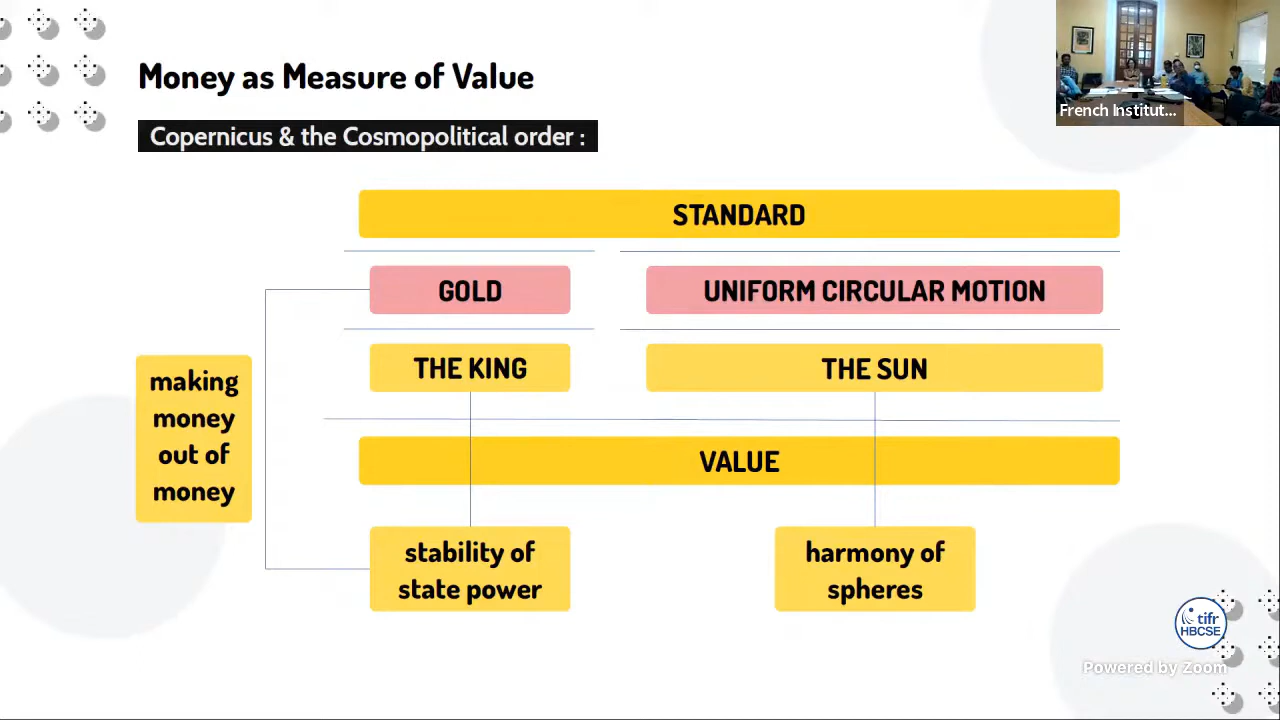 Money as Measure of Value
Copernicus & the Cosmopolitical order :
French Institut...
STANDARD
GOLD
UNIFORM CIRCULAR MOTION
THE KING
THE SUN
making
money
out of
money
VALUE
stability of
state power
harmony of
spheres
tifr
HBCSE
Powered by Zoom